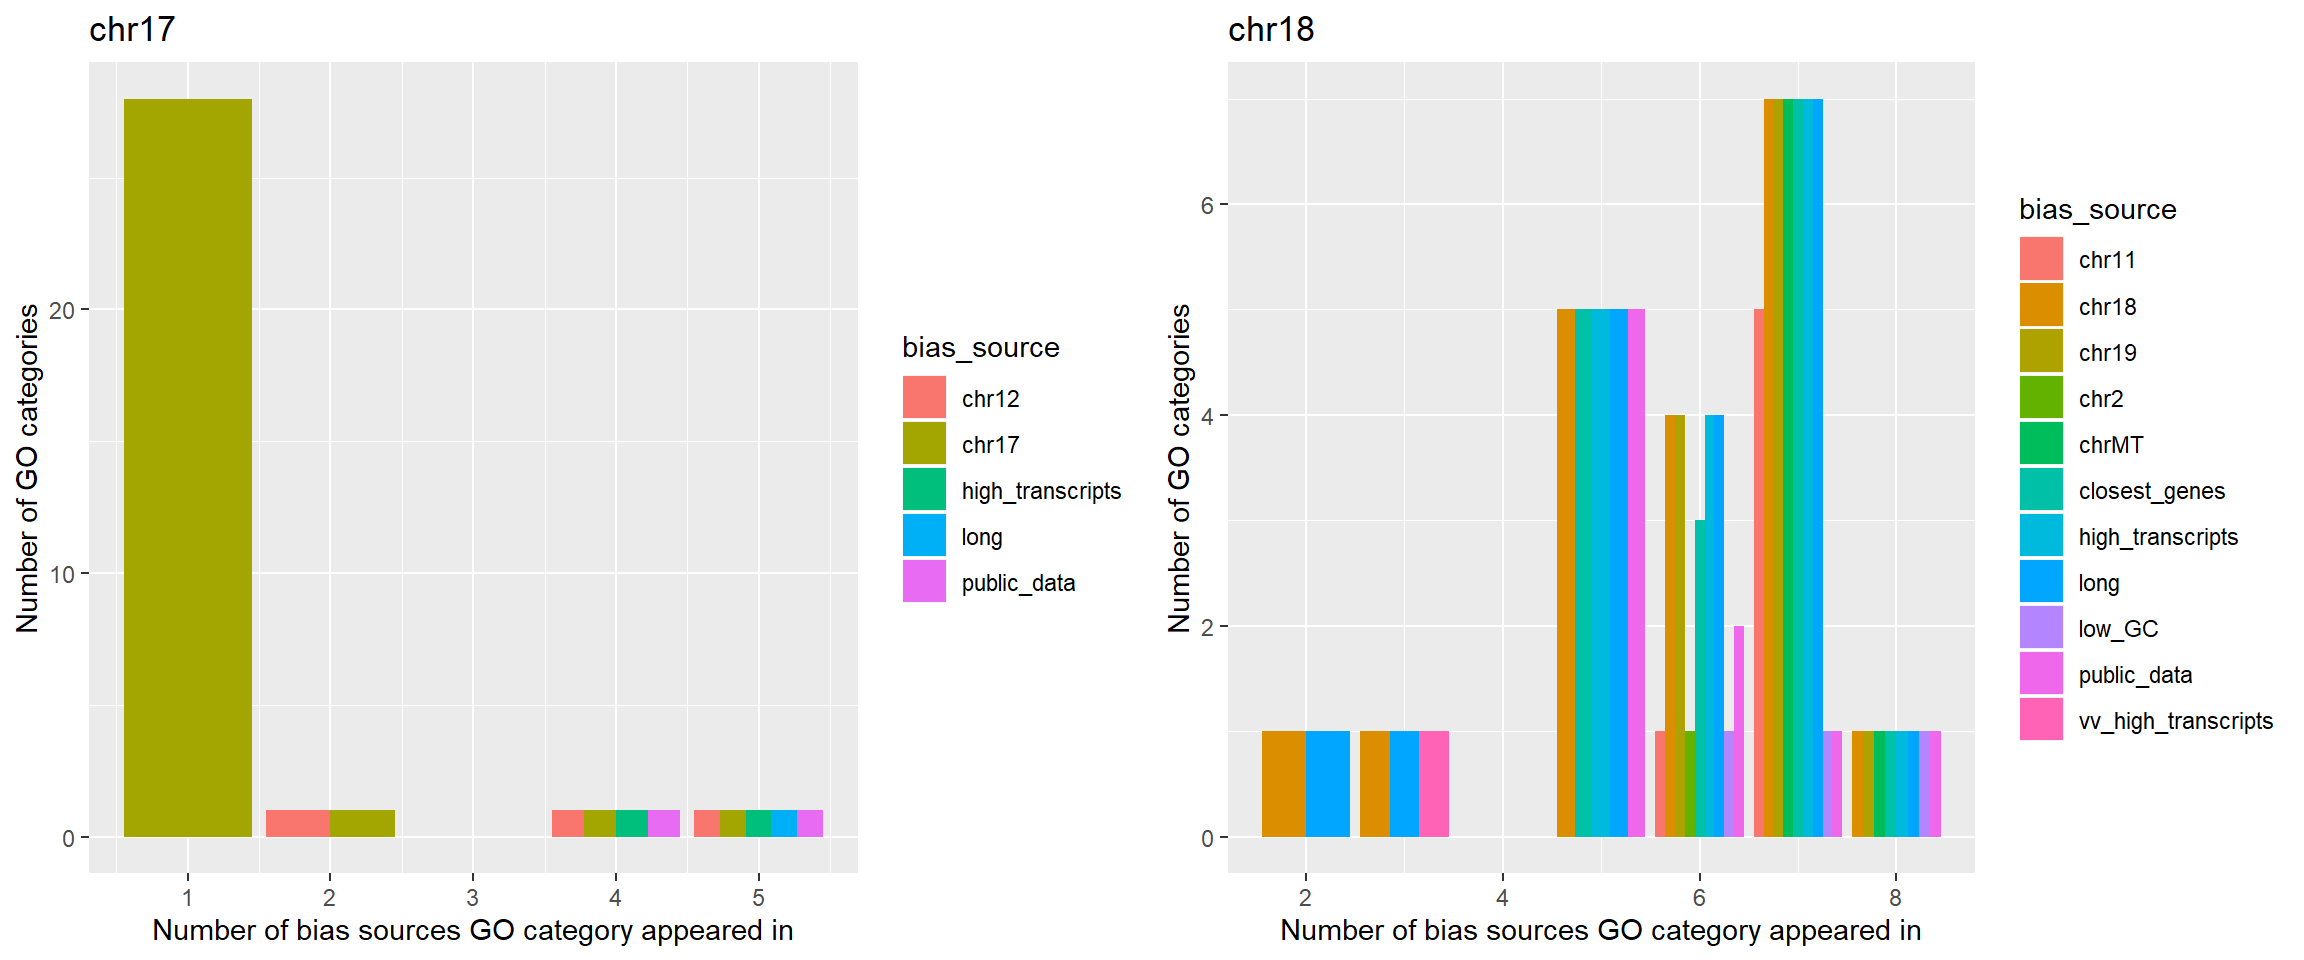 chr17
Number of GO categories
20
10
0
1 2 3 4 5
Number of bias sources GO category appeared in
bias_source
chr12
chr17
high_transcripts
long
public_data
chr18
Number of GO categories
6
4
2
0
2 4 6 8
Number of bias sources GO category appeared in
bias_source
chr11
chr18
chr19
chr2
chrMT
closest_genes
high_transcripts
long
low_GC
public_data
vv_high_transcripts